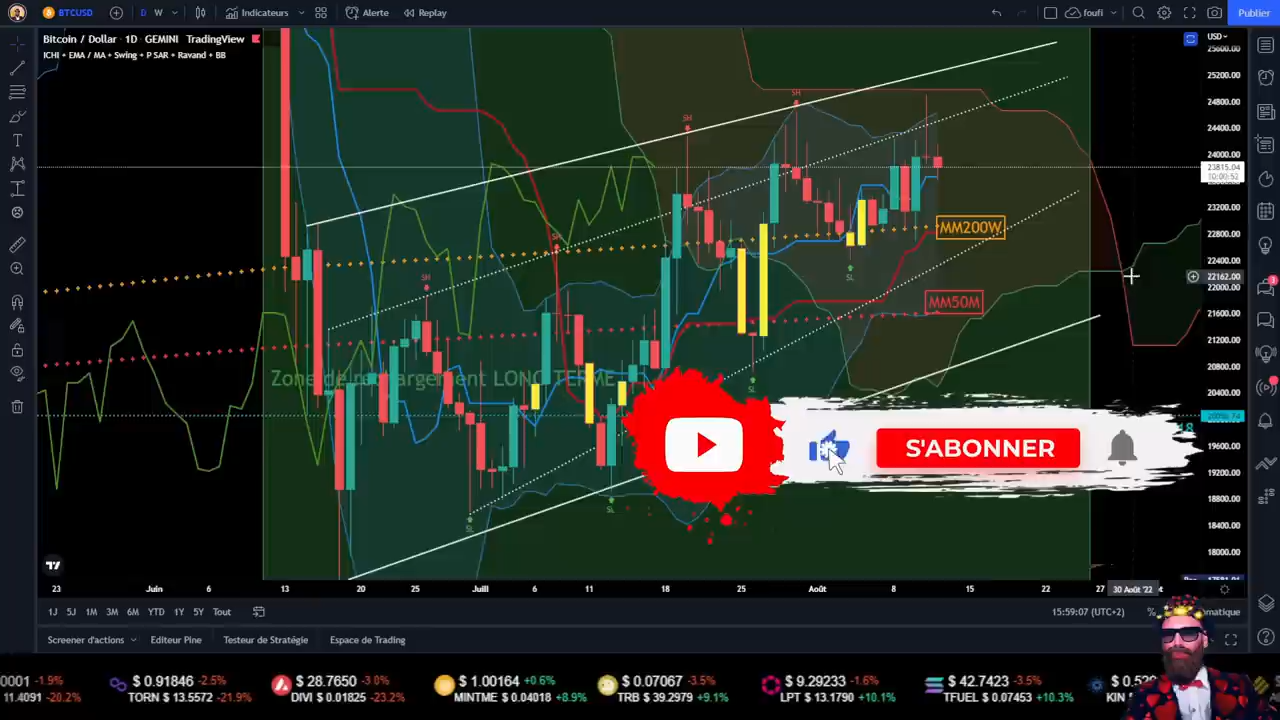 BTCUSD D W Indicateurs Alerte Replay foufi Publier
Bitcoin / Dollar · 1D · GEMINI TradingView
ICHI + EMA / MA + Swing + P SAR + Ravand + BB
USD
25600.00
25200.00
24800.00
24400.00
24000.00
23815.04
10:00:52
23200.00
22800.00
22400.00
22162.00
22000.00
21600.00
21200.00
20800.00
20400.00
19600.00
19200.00
18800.00
18400.00
18000.00
SH
SH
SH
SH
MM200W
SL
MM50M
SL
SL
SL
S'ABONNER
23 Juin 6 13 20 25 Juill 6 11 18 25 Août 8 15 22 27 30 Août '22
1J 5J 1M 3M 6M YTD 1Y 5Y Tout 15:59:07 (UTC+2) %
Screener d'actions Éditeur Pine Testeur de Stratégie Espace de Trading
0001 -1.9% $ 0.91846 -2.5% $ 28.7650 -3.0% $ 1.00164 +0.6% $ 0.07067 -3.5% $ 9.29233 -1.6% $ 42.7423 -3.5%
11.4091 -20.2% TORN $ 13.5572 -21.9% DIVI $ 0.01825 -23.2% MINTME $ 0.04018 +8.9% TRB $ 39.2979 +9.1% LPT $ 13.1790 +10.1% TFUEL $ 0.07453 +10.3% KIN